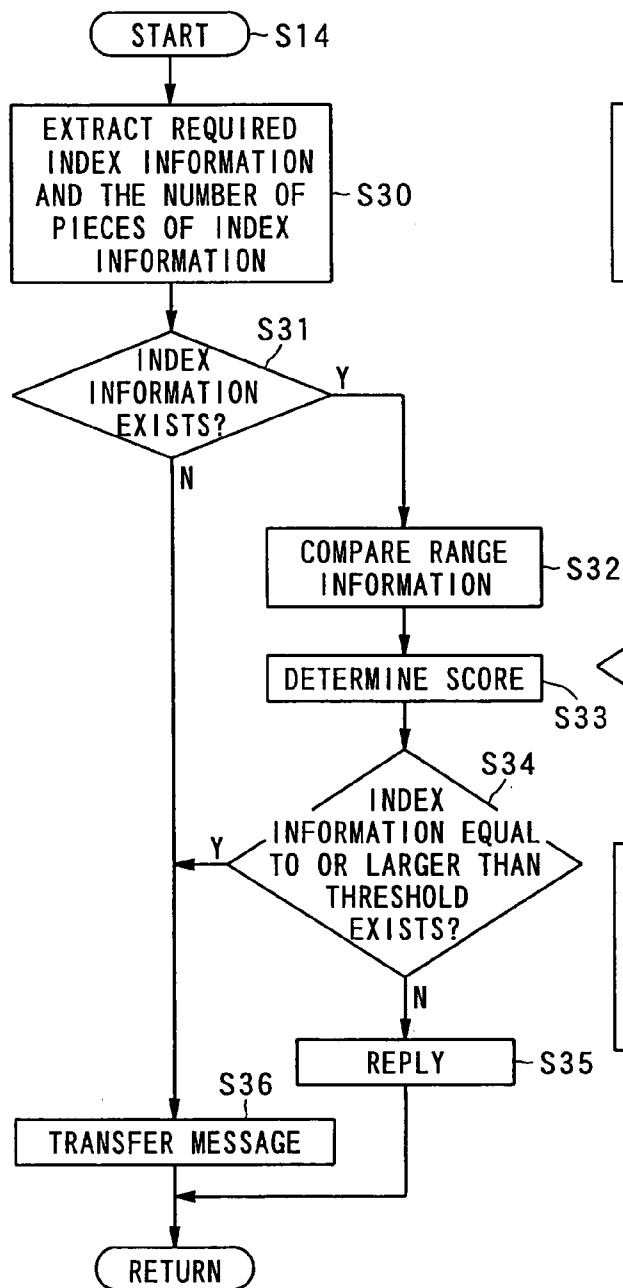 START
S14
EXTRACT REQUIRED
INDEX INFORMATION
AND THE NUMBER OF
PIECES OF INDEX
INFORMATION
S30
S31
INDEX
INFORMATION
EXISTS?
Y
N
COMPARE RANGE
INFORMATION
S32
DETERMINE SCORE
S33
S34
INDEX
INFORMATION EQUAL
TO OR LARGER THAN
THRESHOLD
EXISTS?
Y
N
REPLY
S35
S36
TRANSFER MESSAGE
RETURN